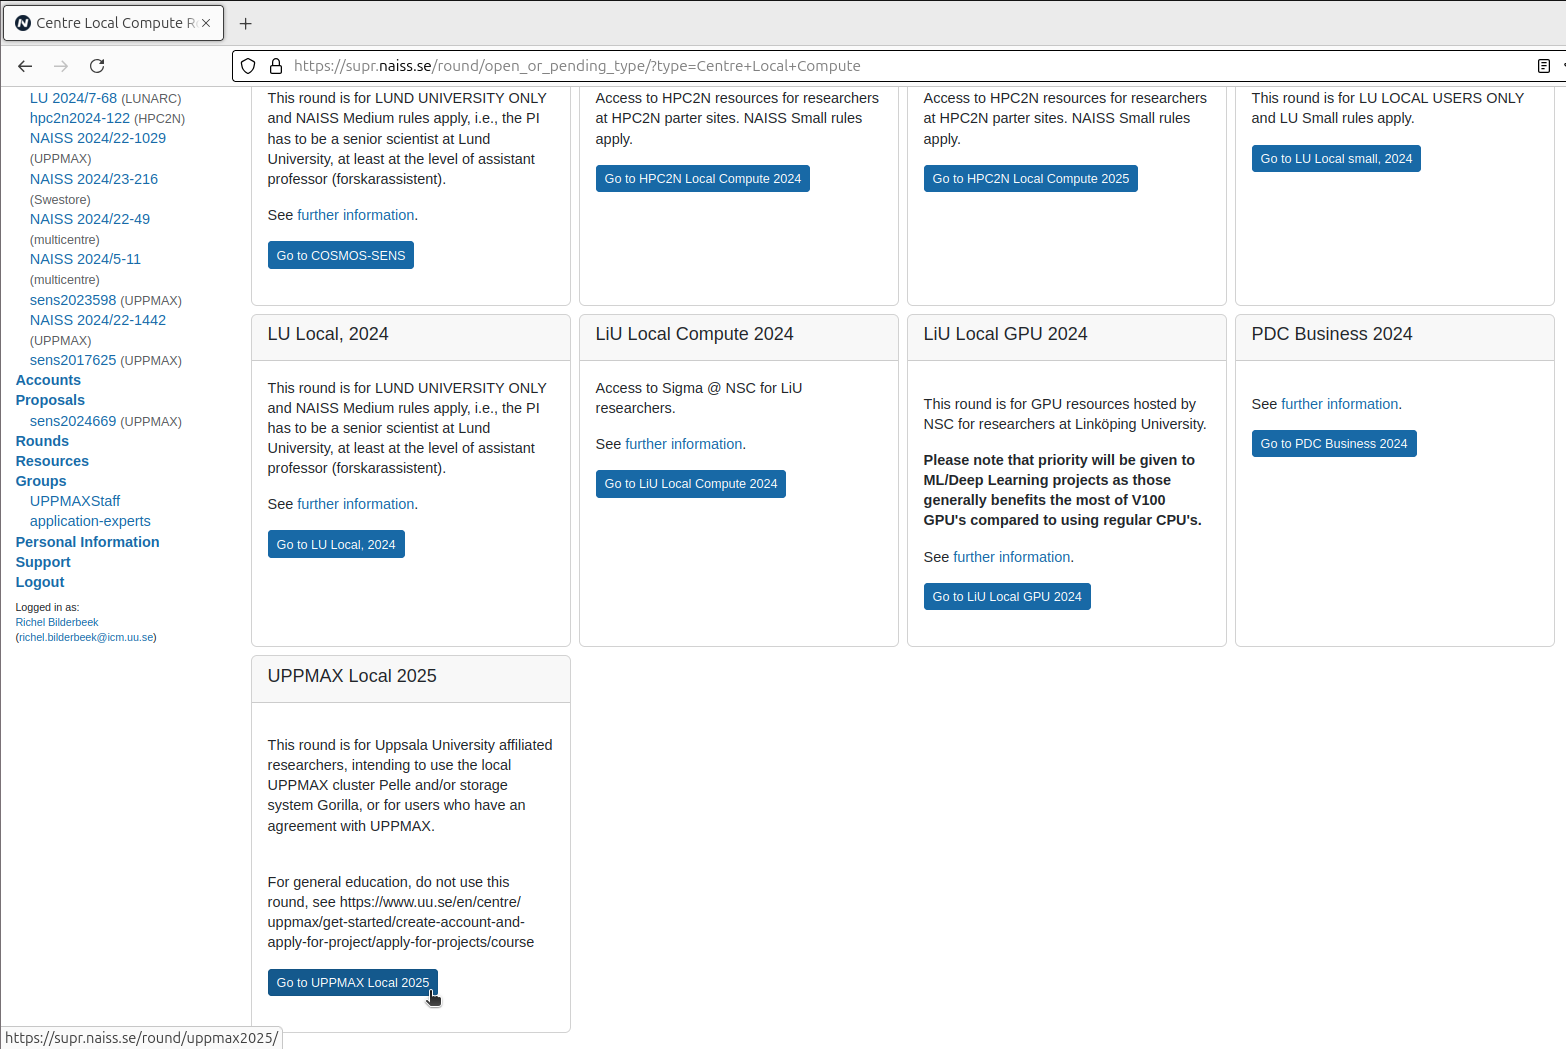 Centre Local Compute R
https://supr.naiss.se/round/open_or_pending_type/?type=Centre+Local+Compute
LU 2024/7-68 (LUNARC)
hpc2n2024-122 (HPC2N)
NAISS 2024/22-1029
(UPPMAX)
NAISS 2024/23-216
(Swestore)
NAISS 2024/22-49
(multicentre)
NAISS 2024/5-11
(multicentre)
sens2023598 (UPPMAX)
NAISS 2024/22-1442
(UPPMAX)
sens2017625 (UPPMAX)
Accounts
Proposals
sens2024669 (UPPMAX)
Rounds
Resources
Groups
UPPMAXStaff
application-experts
Personal Information
Support
Logout
Logged in as:
Richel Bilderbeek
(richel.bilderbeek@icm.uu.se)
This round is for LUND UNIVERSITY ONLY
and NAISS Medium rules apply, i.e., the PI
has to be a senior scientist at Lund
University, at least at the level of assistant
professor (forskarassistent).
See further information.
Go to COSMOS-SENS
Access to HPC2N resources for researchers
at HPC2N parter sites. NAISS Small rules
apply.
Go to HPC2N Local Compute 2024
Access to HPC2N resources for researchers
at HPC2N parter sites. NAISS Small rules
apply.
Go to HPC2N Local Compute 2025
This round is for LU LOCAL USERS ONLY
and LU Small rules apply.
Go to LU Local small, 2024
LU Local, 2024
This round is for LUND UNIVERSITY ONLY
and NAISS Medium rules apply, i.e., the PI
has to be a senior scientist at Lund
University, at least at the level of assistant
professor (forskarassistent).
See further information.
Go to LU Local, 2024
LiU Local Compute 2024
Access to Sigma @ NSC for LiU
researchers.
See further information.
Go to LiU Local Compute 2024
LiU Local GPU 2024
This round is for GPU resources hosted by
NSC for researchers at Linköping University.
Please note that priority will be given to
ML/Deep Learning projects as those
generally benefits the most of V100
GPU's compared to using regular CPU's.
See further information.
Go to LiU Local GPU 2024
PDC Business 2024
See further information.
Go to PDC Business 2024
UPPMAX Local 2025
This round is for Uppsala University affiliated
researchers, intending to use the local
UPPMAX cluster Pelle and/or storage
system Gorilla, or for users who have an
agreement with UPPMAX.
For general education, do not use this
round, see https://www.uu.se/en/centre/
uppmax/get-started/create-account-and-
apply-for-project/apply-for-projects/course
Go to UPPMAX Local 2025
https://supr.naiss.se/round/uppmax2025/